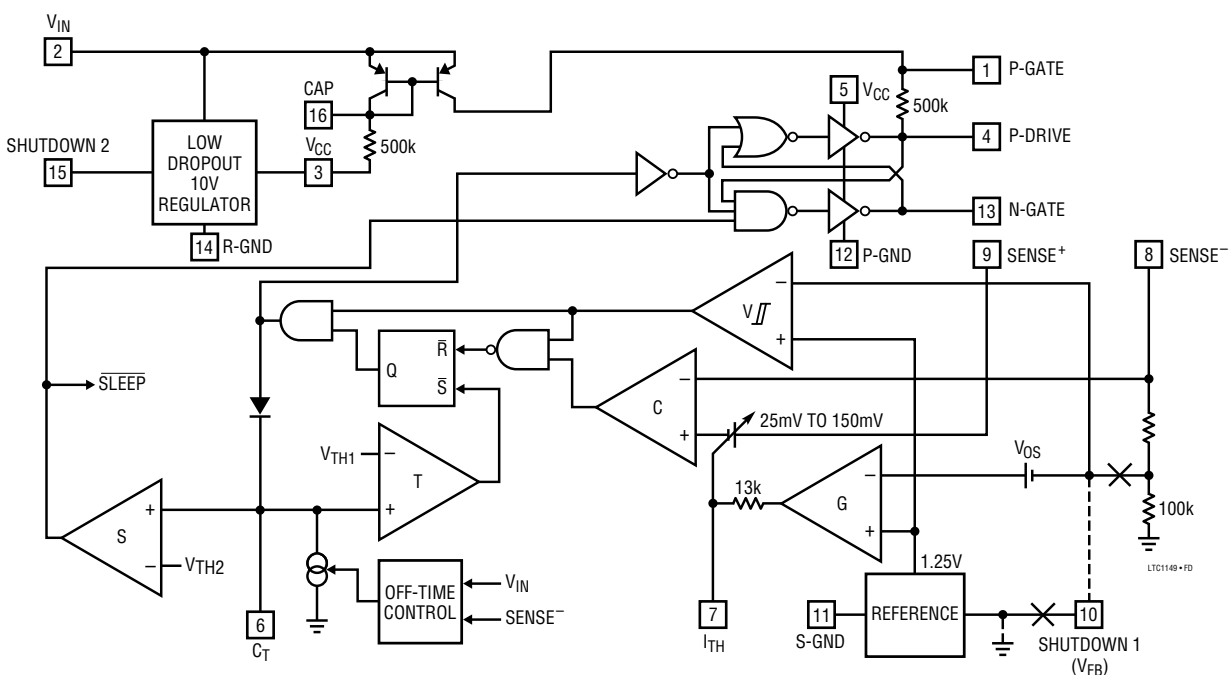 VIN
2
CAP
16
SHUTDOWN 2
15
LOW
DROPOUT
10V
REGULATOR
VCC
3
500k
14
R-GND
1
P-GATE
500k
5
VCC
4
P-DRIVE
13
N-GATE
12
P-GND
9
SENSE+
8
SENSE−
V
−
+
R̅
Q
S̅
C
−
+
25mV TO 150mV
S̅L̅E̅E̅P̅
VTH1
−
T
+
S
+
−
VTH2
13k
G
−
+
VOS
100k
1.25V
LTC1149 • FD
OFF-TIME
CONTROL
VIN
SENSE−
6
CT
7
ITH
11
S-GND
REFERENCE
10
SHUTDOWN 1
(VFB)